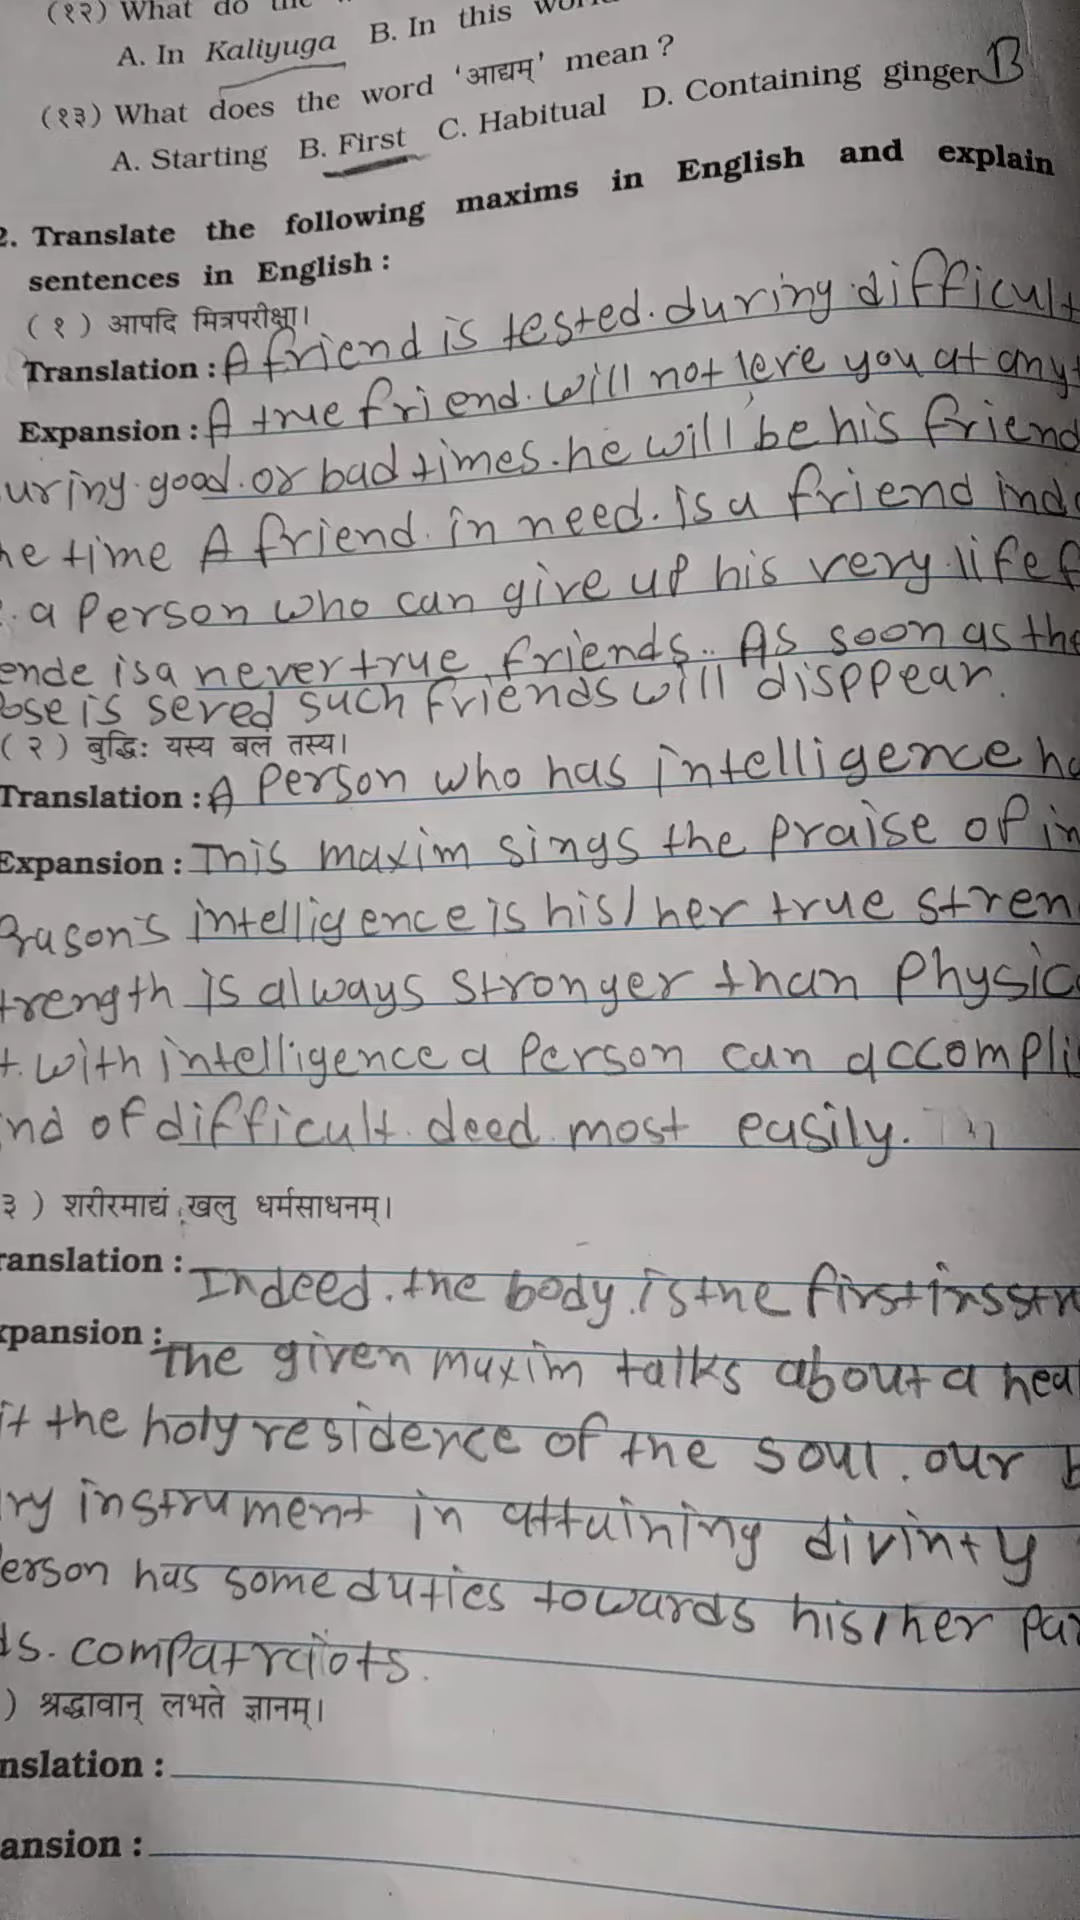 (१२) What do the
A. In Kaliyuga B. In this
(१३) What does the word 'आद्यम्' mean ?
A. Starting B. First C. Habitual D. Containing ginger B
2. Translate the following maxims in English and explain
sentences in English :
(१) आपदि मित्रपरीक्षा।
Translation : A friend is tested. during difficult
Expansion : A true friend. will not leve you at any
uring. good. or bad times. he will be his friend
he time A friend. in need. is a friend ind
. a person who can give up his very life f
ende is a never true friends.. As soon as the
ose is sered such friends will disppear.
(२) बुद्धिः यस्य बलं तस्य।
Translation : A person who has intelligence ha
Expansion : This maxim sings the praise of in
Prason's intelligence is his/her true stren
trength is always stronger than physic
t. with intelligence a person can accompli
nd of difficult. deed. most easily.
३) शरीरमाद्यं खलु धर्मसाधनम्।
ranslation : Indeed. the body. is the first insstr
xpansion : The given maxim talks about a hea
it the holy residence of the soul. our b
ry instrument in attaining divinty
erson has some duties towards his/her par
ds. compatraiots.
) श्रद्धावान् लभते ज्ञानम्।
nslation :
ansion :